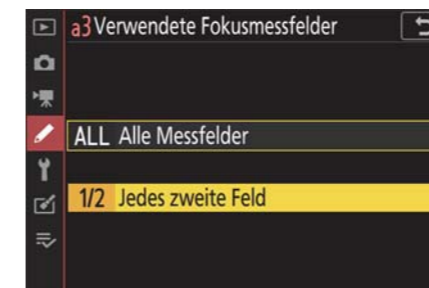 a3 Verwendete Fokusmessfelder
ALL Alle Messfelder
1/2 Jedes zweite Feld